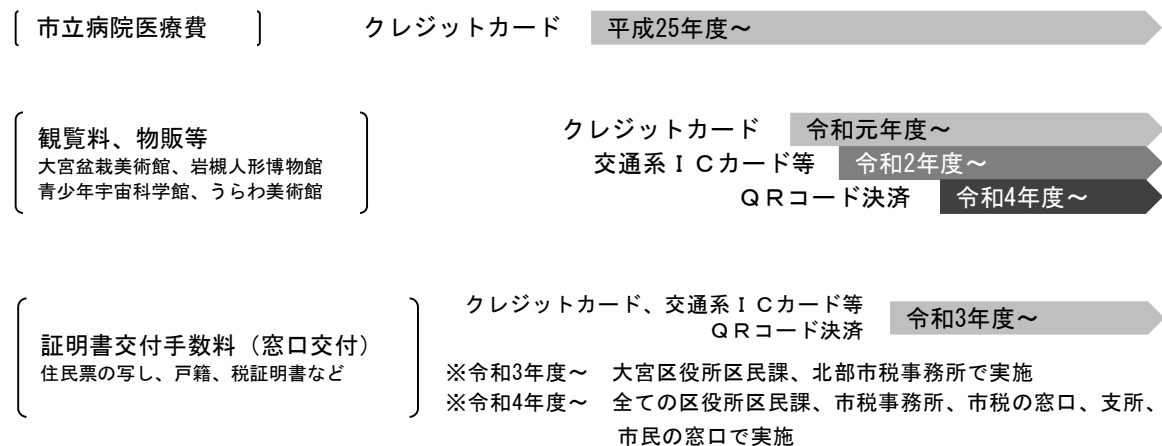 市立病院医療費 クレジットカード 平成25年度~
観覧料、物販等
大宮盆栽美術館、岩槻人形博物館
青少年宇宙科学館、うらわ美術館
クレジットカード 令和元年度~
交通系ICカード等 令和2年度~
QRコード決済 令和4年度~
証明書交付手数料(窓口交付)
住民票の写し、戸籍、税証明書など
クレジットカード、交通系ICカード等
QRコード決済
令和3年度~
※令和3年度~ 大宮区役所区民課、北部市税事務所で実施
※令和4年度~ 全ての区役所区民課、市税事務所、市税の窓口、支所、
市民の窓口で実施